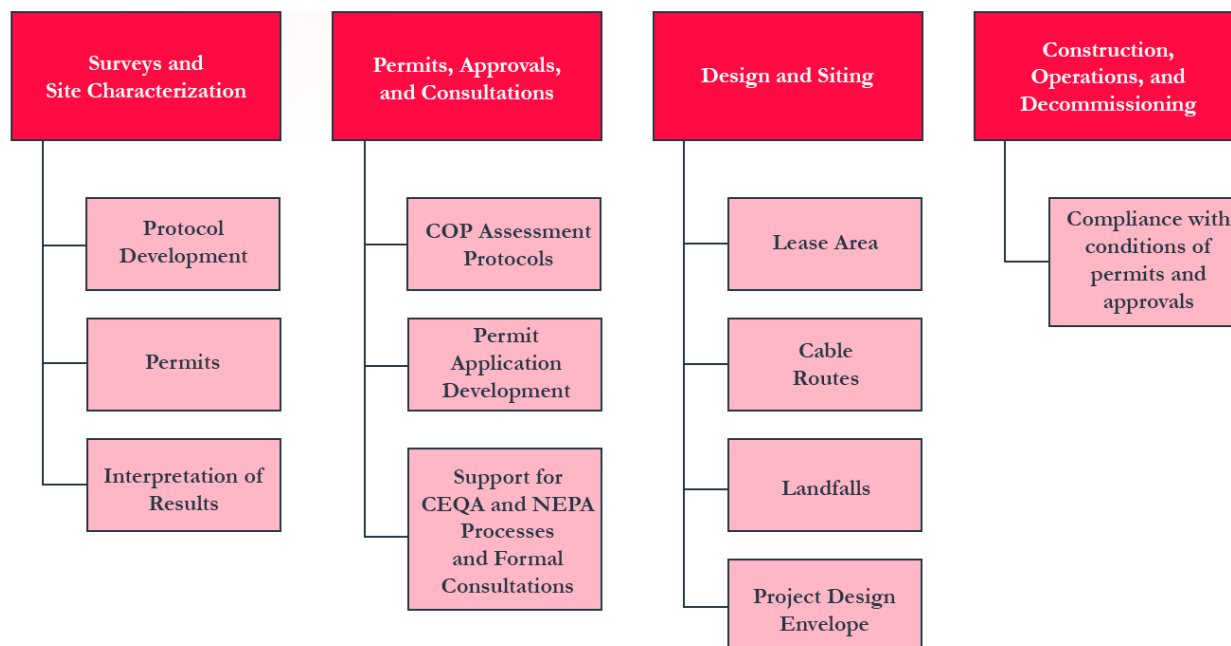 Surveys and
Site Characterization
Protocol
Development
Permits
Interpretation of
Results
Permits, Approvals,
and Consultations
COP Assessment
Protocols
Permit
Application
Development
Support for
CEQA and NEPA
Processes
and Formal
Consultations
Design and Siting
Lease Area
Cable
Routes
Landfalls
Project Design
Envelope
Construction,
Operations, and
Decommissioning
Compliance with
conditions of
permits and
approvals